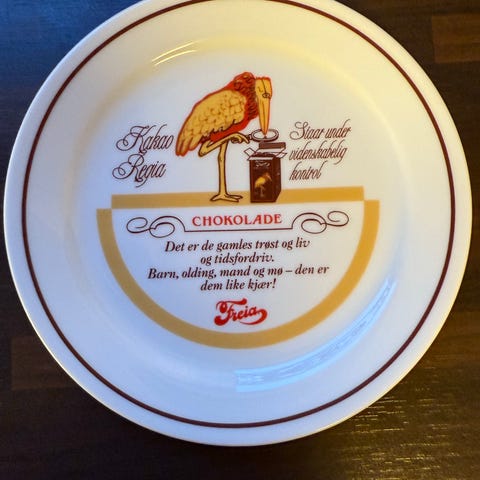 Kakao
Regia
Staar under
videnskabelig
kontrol
CHOKOLADE
Det er de gamles trøst og liv
og tidsfordriv.
Barn, olding, mand og mø – den er
dem like kjær!
Freia